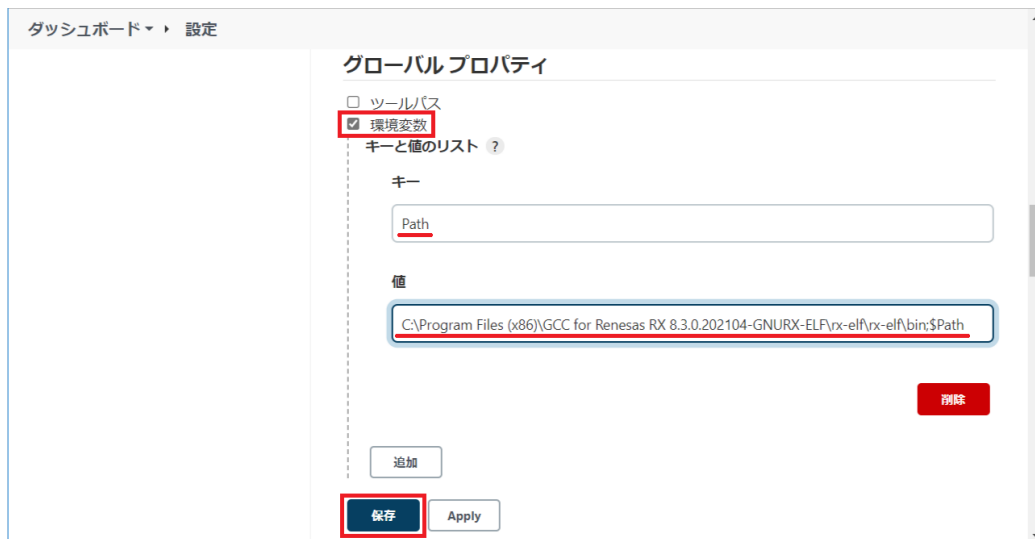 ダッシュボード 設定
グローバル プロパティ
ツールパス
環境変数
キーと値のリスト ?
キー
Path
値
C:\Program Files (x86)\GCC for Renesas RX 8.3.0.202104-GNURX-ELF\rx-elf\rx-elf\bin;$Path
削除
追加
保存 Apply